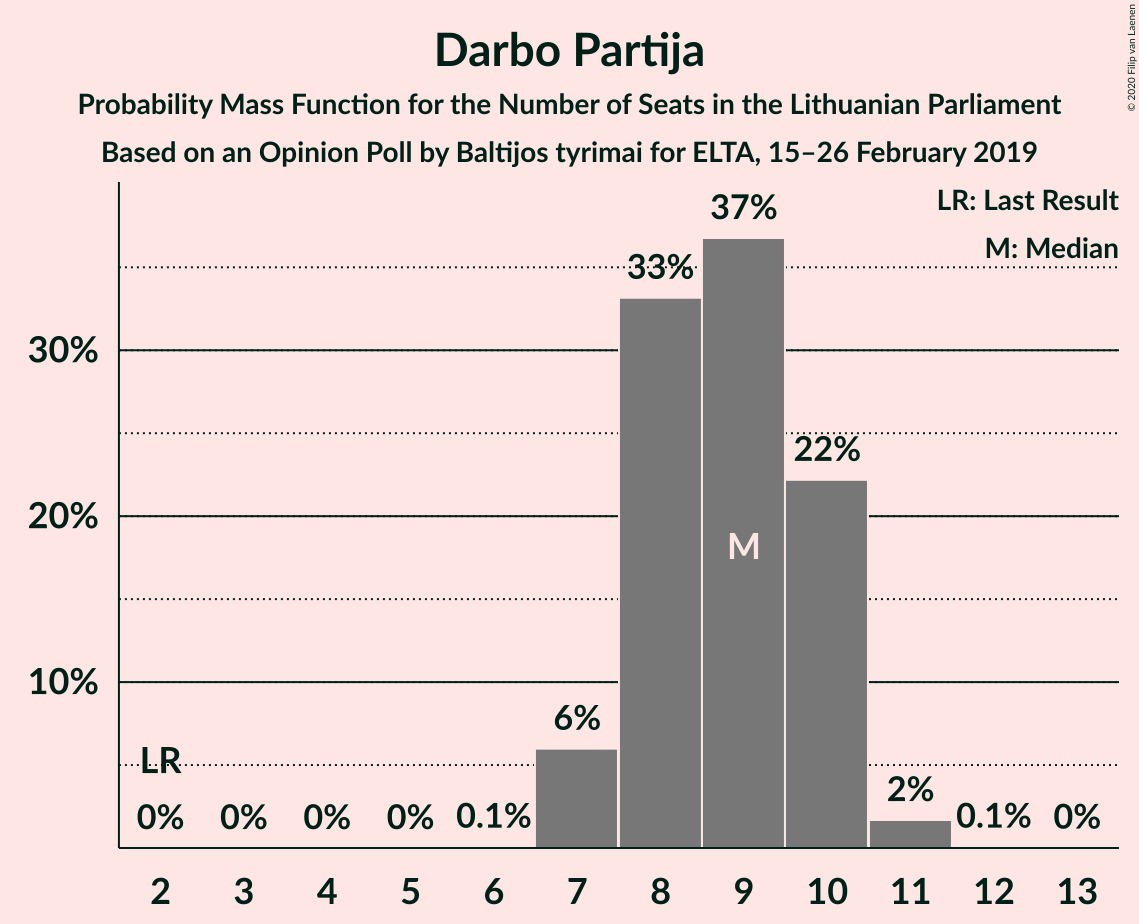 Darbo Partija
Probability Mass Function for the Number of Seats in the Lithuanian Parliament
Based on an Opinion Poll by Baltijos tyrimai for ELTA, 15–26 February 2019
© 2020 Filip van Laenen
LR: Last Result
M: Median
37%
33%
30%
22%
20%
M
10%
6%
LR
2%
0% 0% 0% 0% 0.1% 0.1% 0%
2 3 4 5 6 7 8 9 10 11 12 13